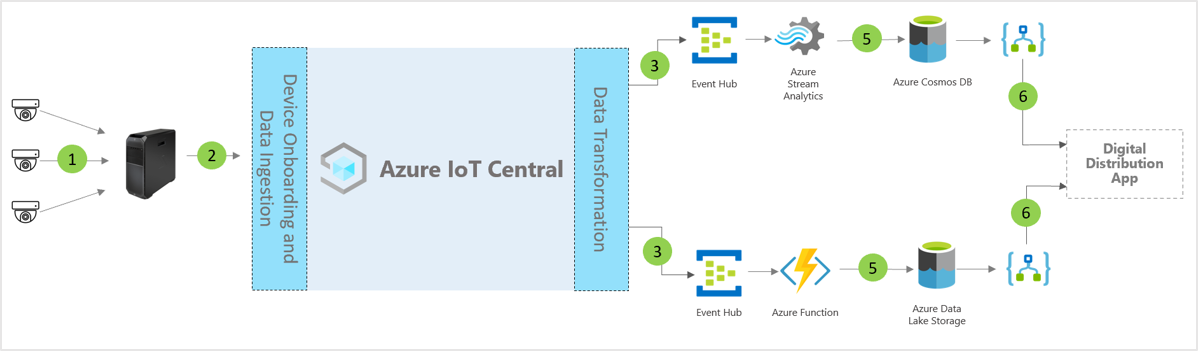 1
2
Device Onboarding and
Data Ingestion
Azure IoT Central
Data Transformation
3
Event Hub
Azure
Stream
Analytics
5
Azure Cosmos DB
6
3
Event Hub
Azure Function
5
Azure Data
Lake Storage
6
Digital
Distribution
App